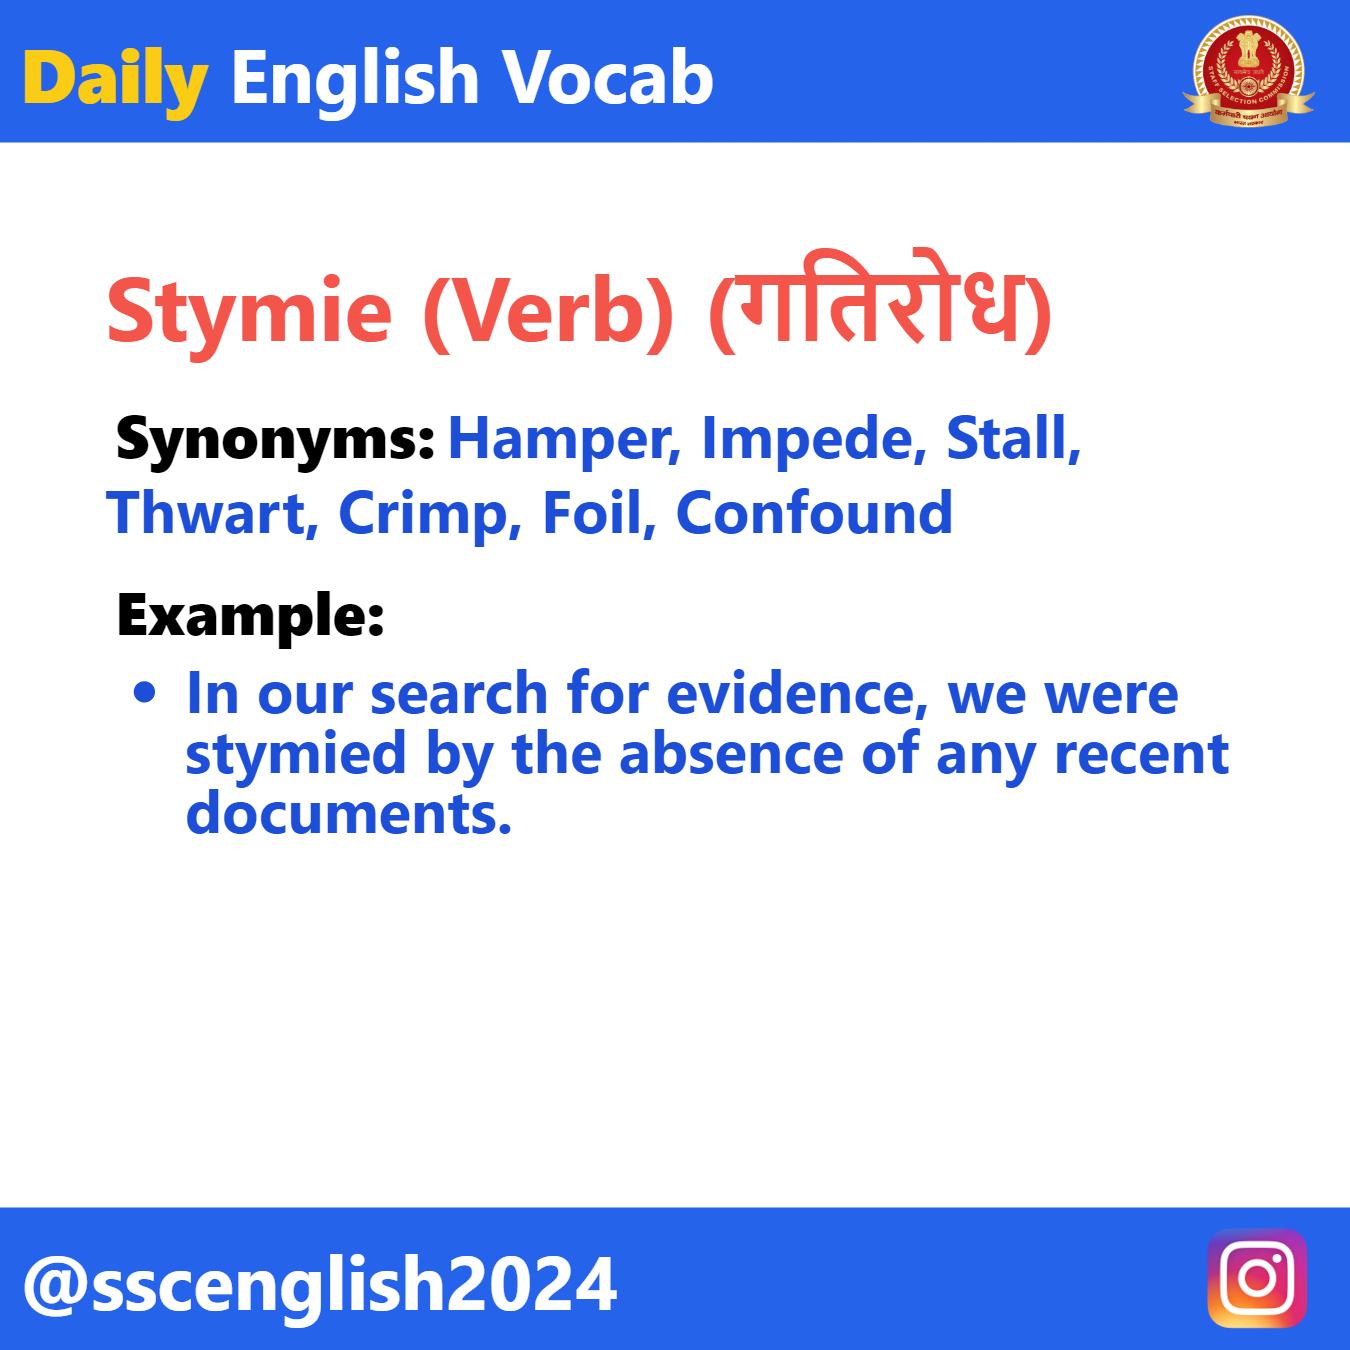 Daily English Vocab
STAFF SELECTION COMMISSION
कर्मचारी चयन आयोग
भारत सरकार
Stymie (Verb) (गतिरोध)
Synonyms: Hamper, Impede, Stall,
Thwart, Crimp, Foil, Confound
Example:
• In our search for evidence, we were
stymied by the absence of any recent
documents.
@sscenglish2024